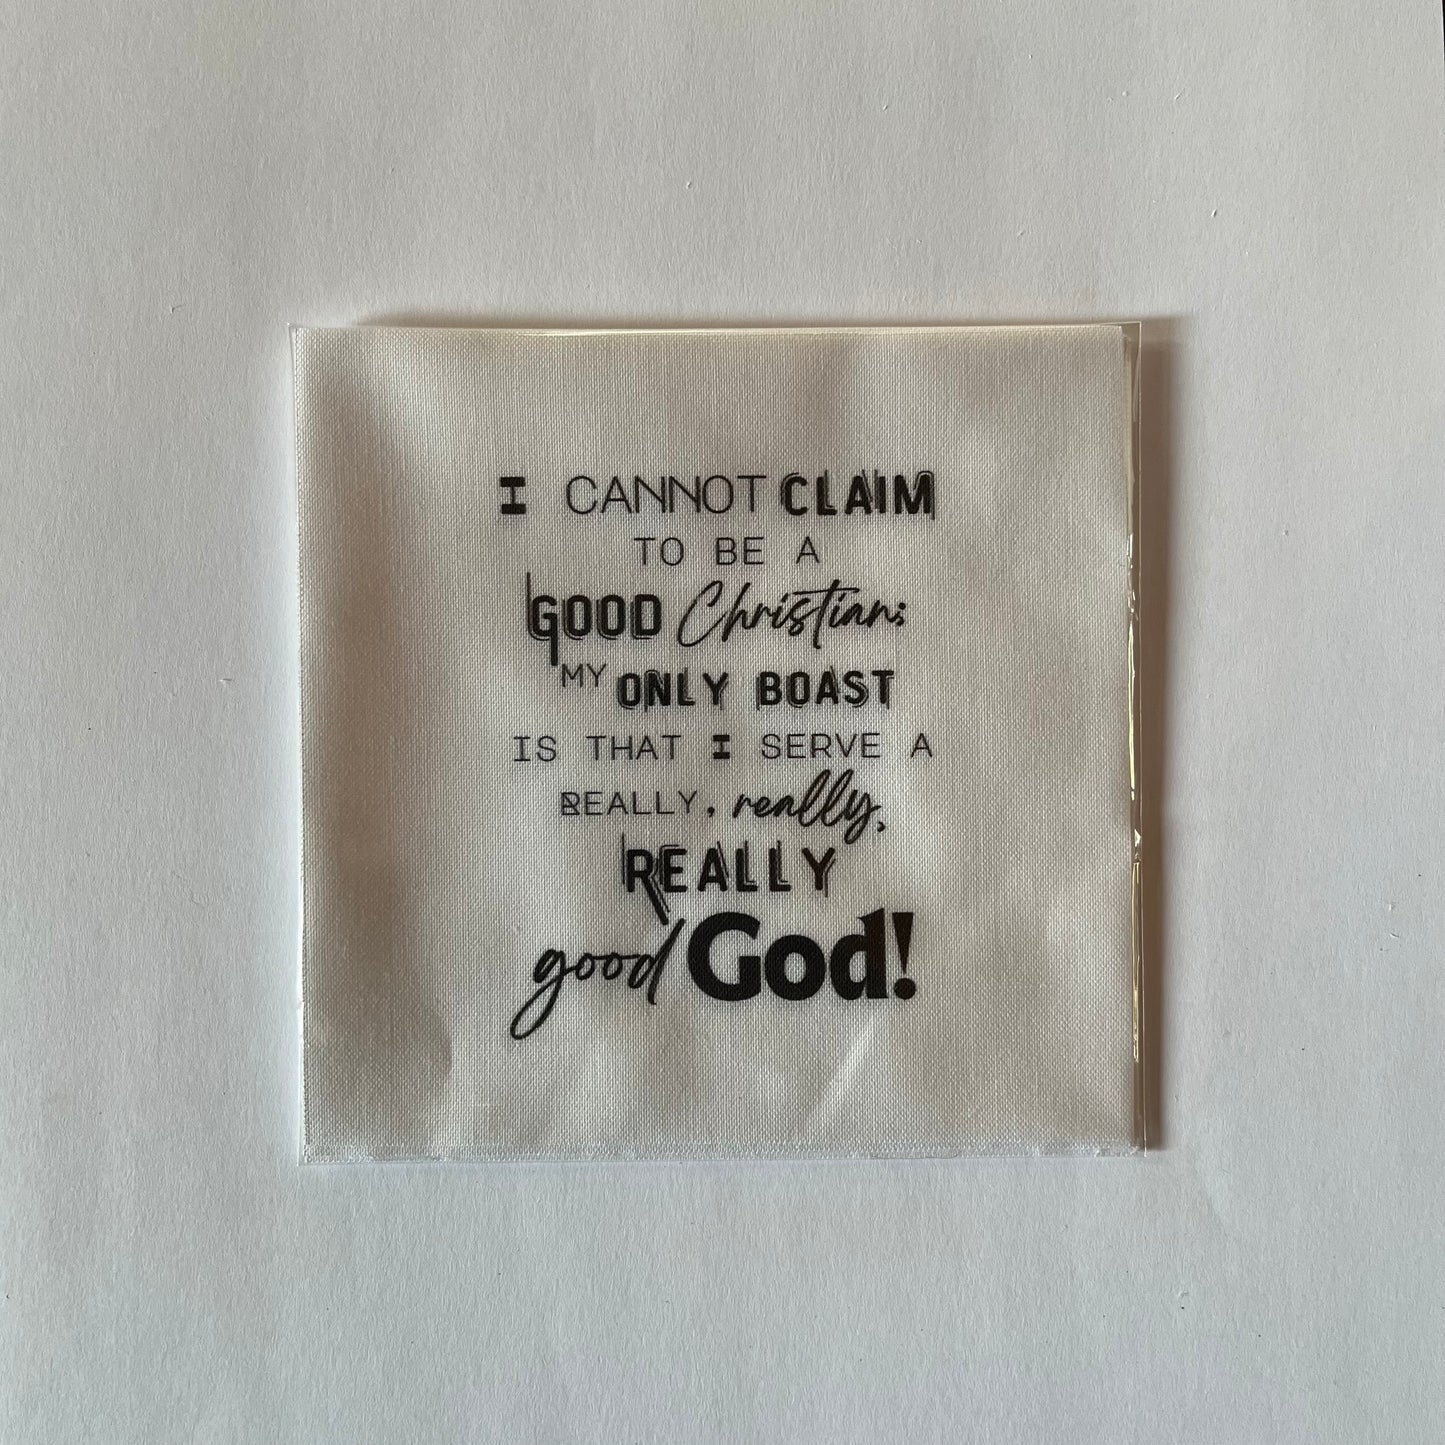 I CANNOT CLAIM
TO BE A
GOOD Christian;
MY ONLY BOAST
IS THAT I SERVE A
REALLY, really,
REALLY
good God!